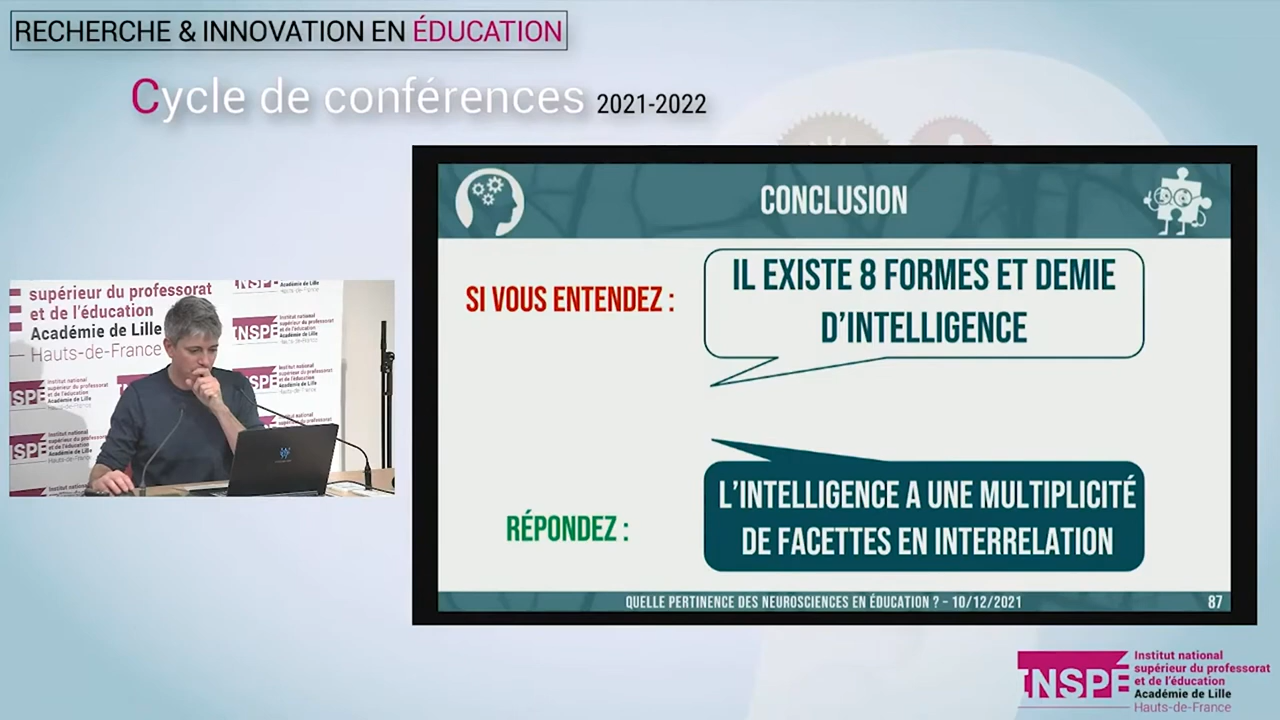 RECHERCHE & INNOVATION EN ÉDUCATION
Cycle de conférences 2021-2022
CONCLUSION
SI VOUS ENTENDEZ :
IL EXISTE 8 FORMES ET DEMIE
D'INTELLIGENCE
RÉPONDEZ :
L'INTELLIGENCE A UNE MULTIPLICITÉ
DE FACETTES EN INTERRELATION
QUELLE PERTINENCE DES NEUROSCIENCES EN ÉDUCATION ? – 10/12/2021
87
supérieur du professorat
et de l'éducation
Académie de Lille
Hauts-de-France
INSPÉ
Institut national
supérieur du professorat
et de l'éducation
Académie de Lille
Hauts-de-France